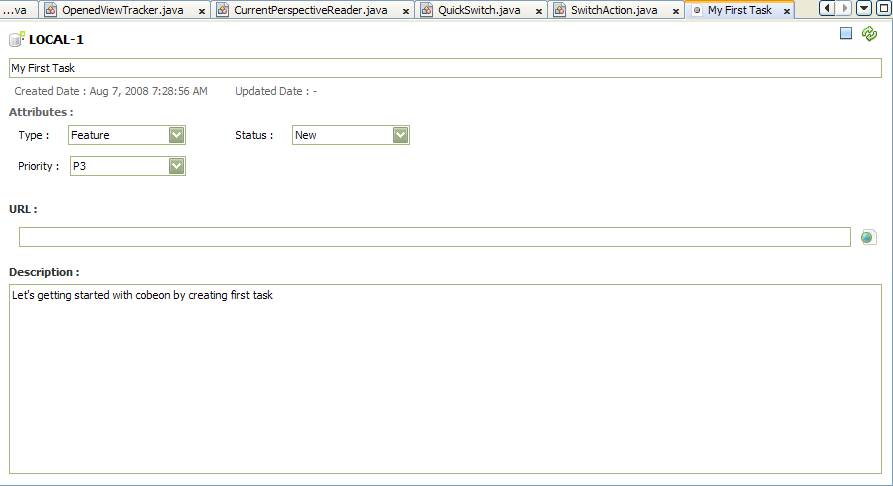 ...va OpenedViewTracker.java CurrentPerspectiveReader.java QuickSwitch.java SwitchAction.java My First Task
LOCAL-1
My First Task
Created Date : Aug 7, 2008 7:28:56 AM Updated Date : -
Attributes :
Type : Feature Status : New
Priority : P3
URL :
Description :
Let's getting started with cobeon by creating first task